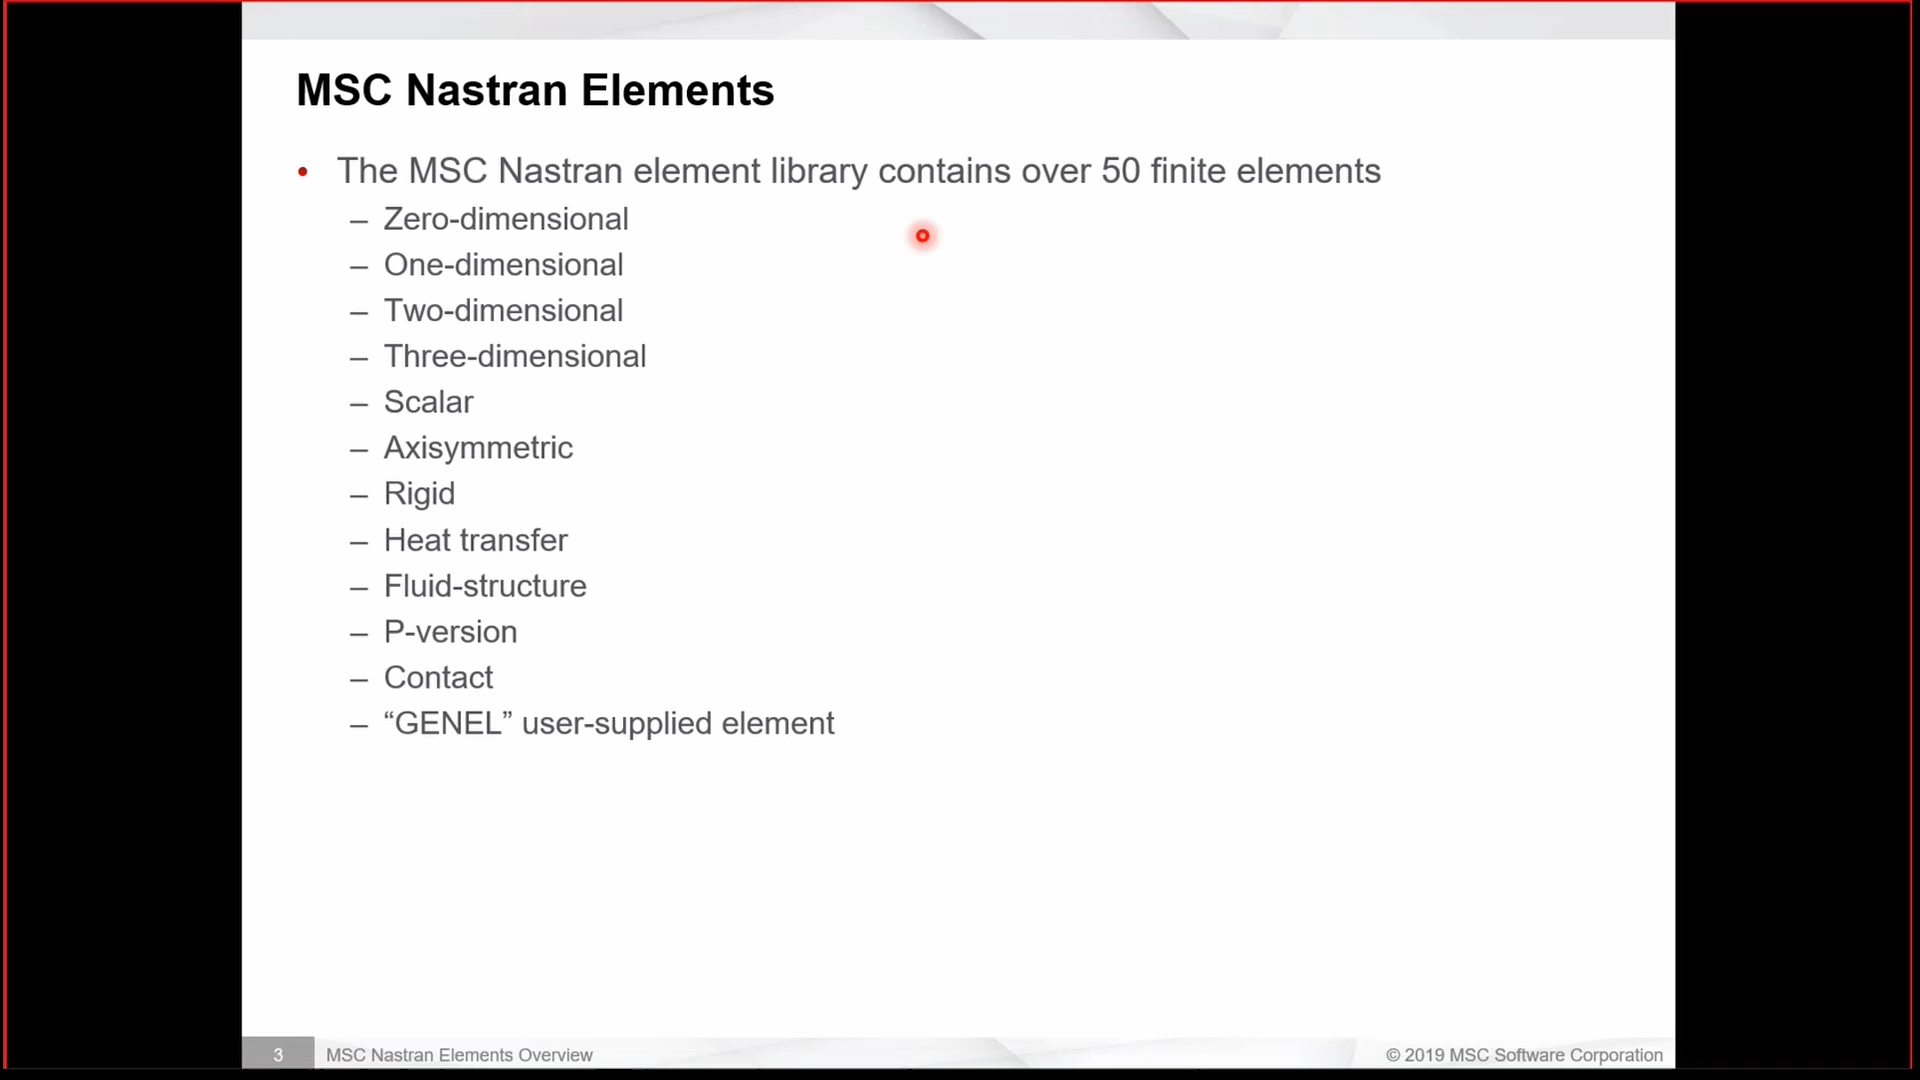 MSC Nastran Elements
• The MSC Nastran element library contains over 50 finite elements
– Zero-dimensional
– One-dimensional
– Two-dimensional
– Three-dimensional
– Scalar
– Axisymmetric
– Rigid
– Heat transfer
– Fluid-structure
– P-version
– Contact
– “GENEL” user-supplied element
3 MSC Nastran Elements Overview
© 2019 MSC Software Corporation